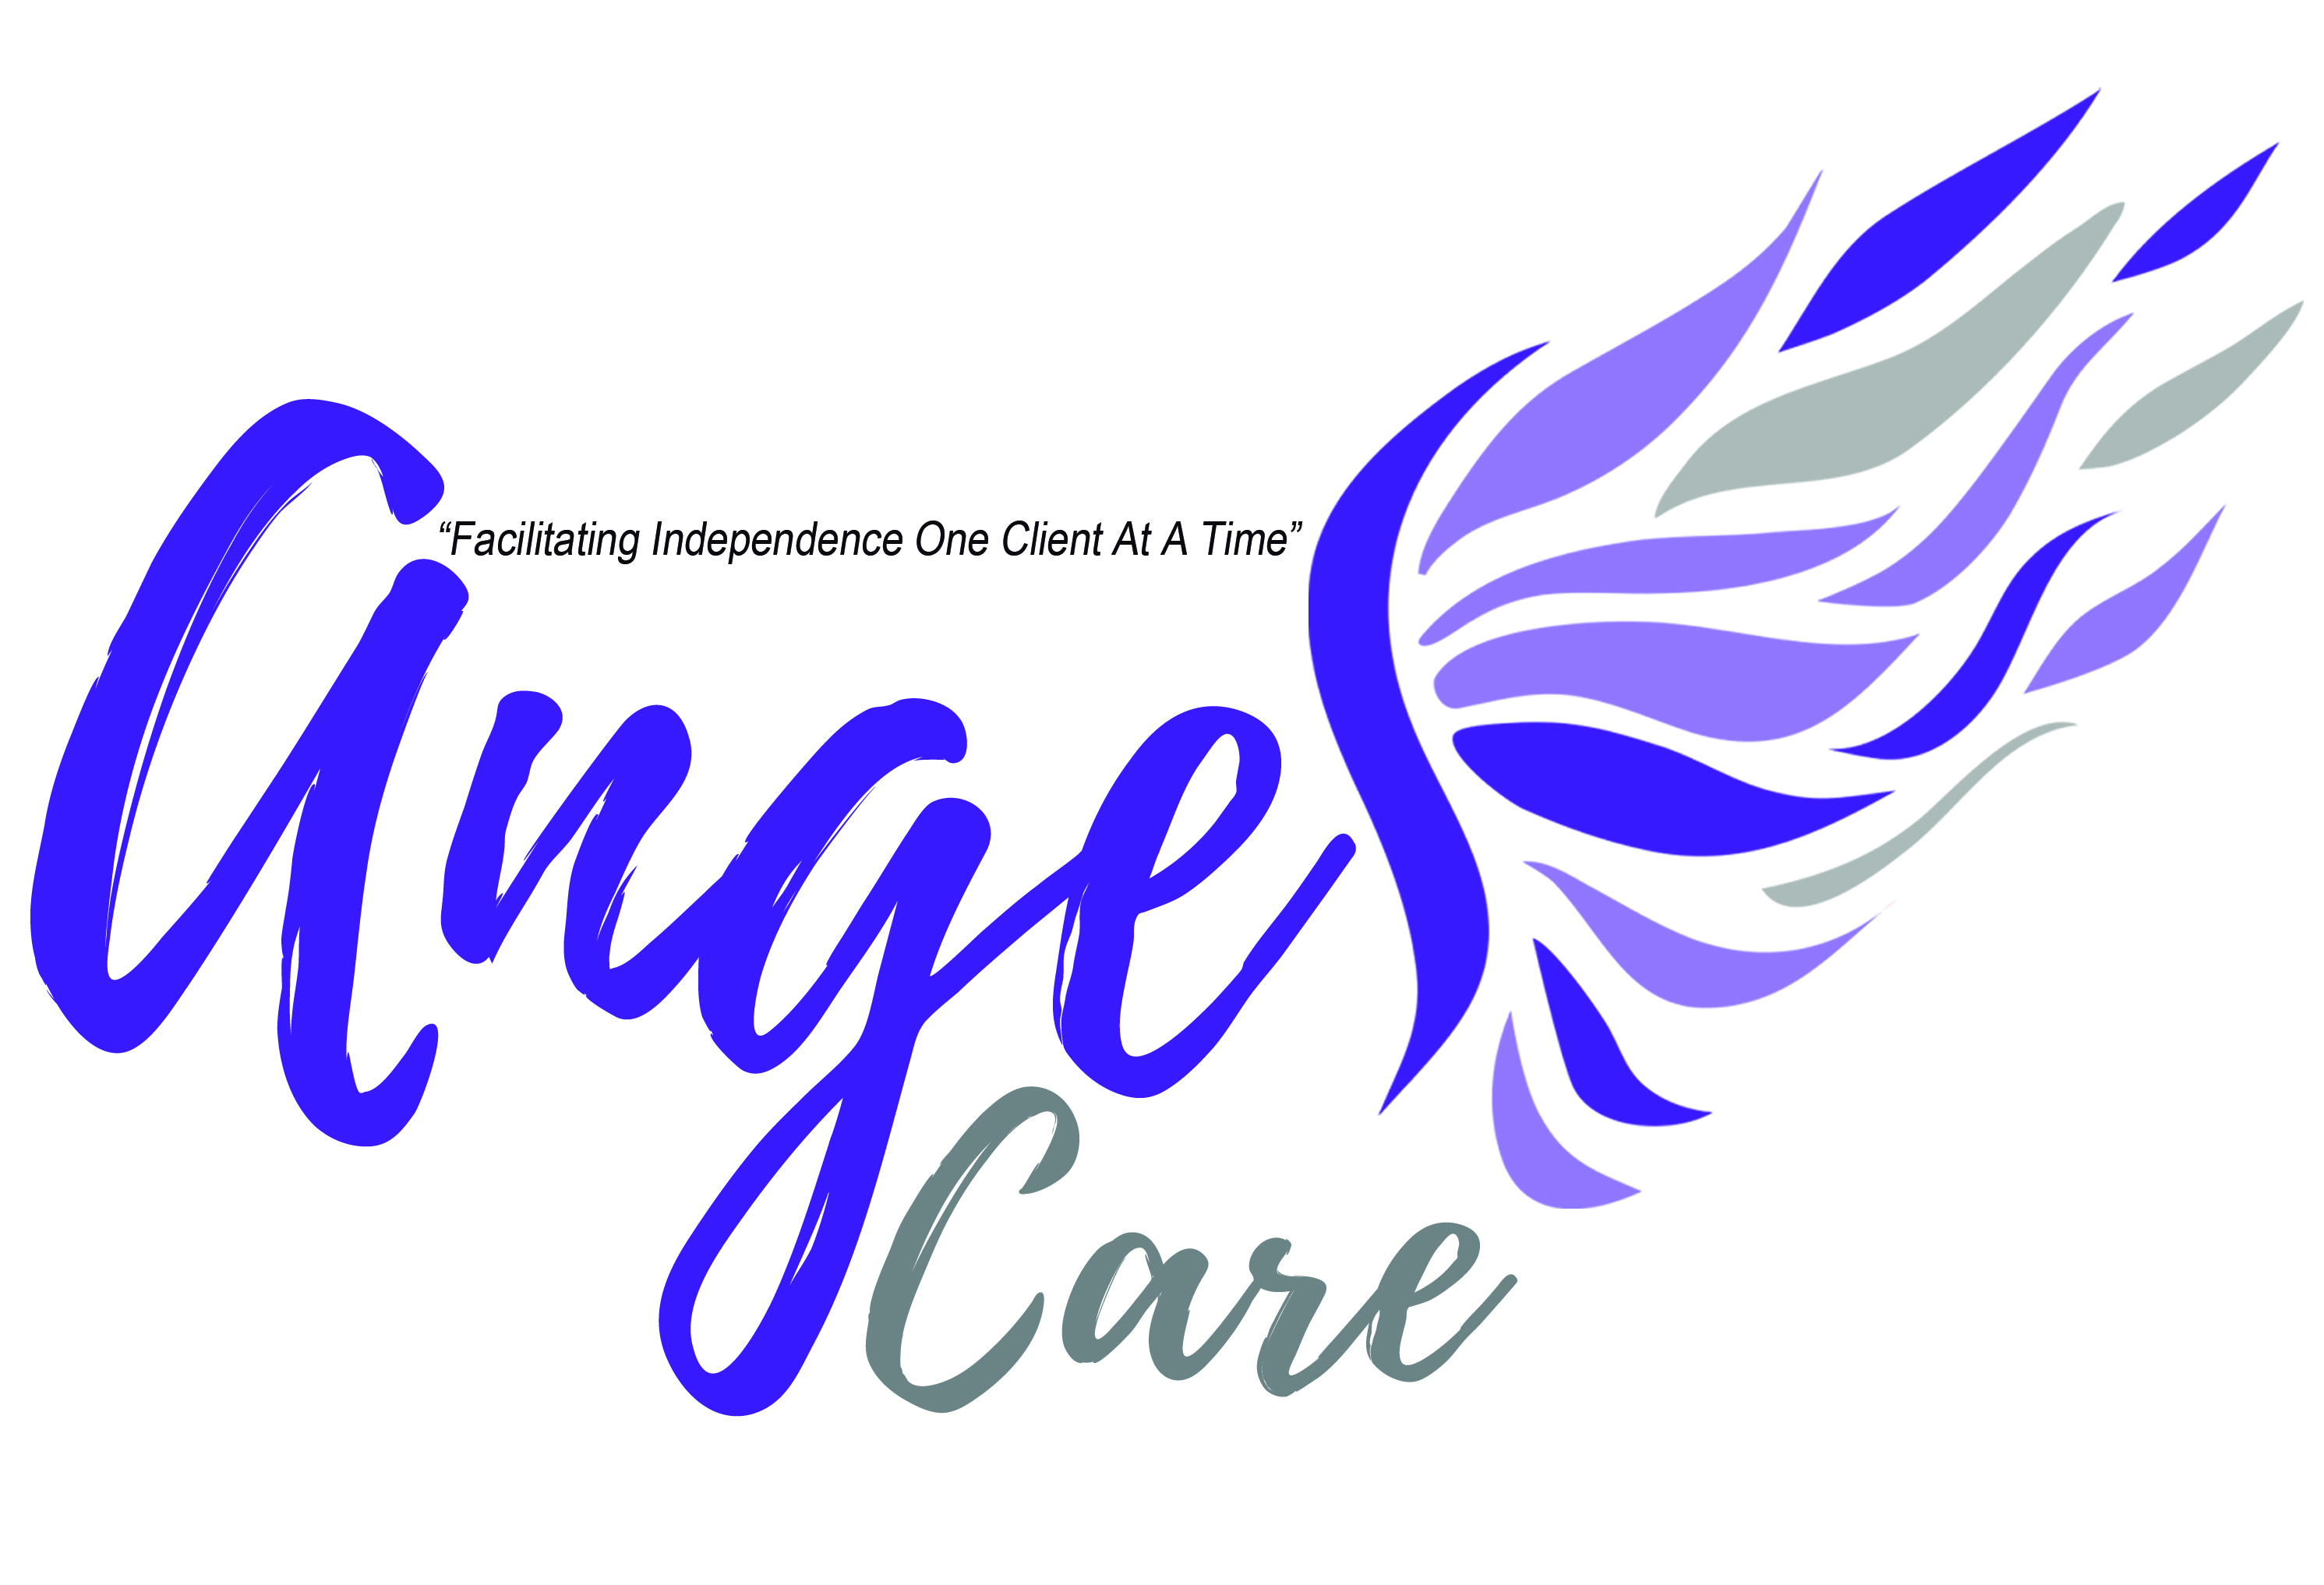 “Facilitating Independence One Client At A Time”
Angel
Care